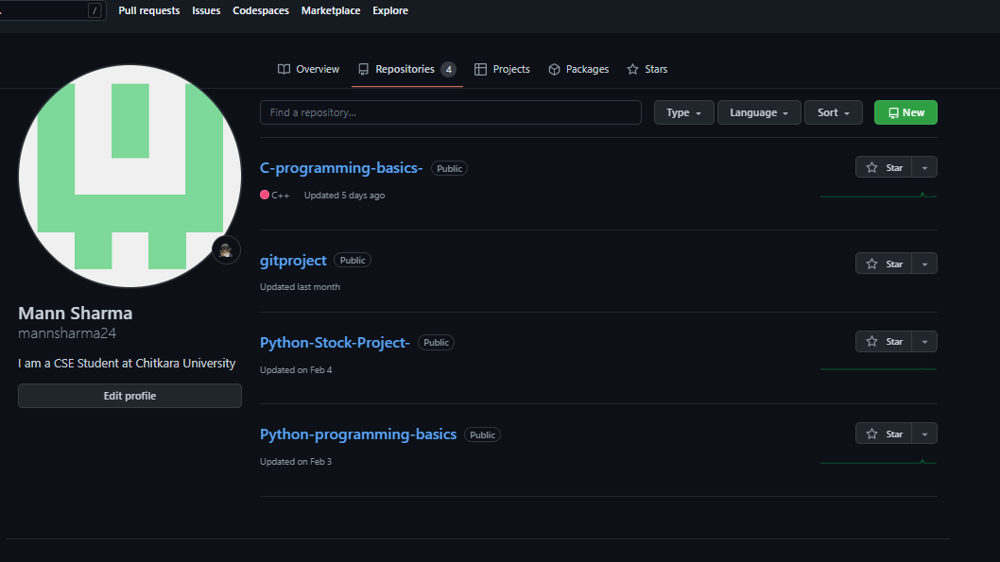 / Pull requests Issues Codespaces Marketplace Explore
Overview Repositories 4 Projects Packages Stars
Find a repository... Type Language Sort New
C-programming-basics- Public Star
C++ Updated 5 days ago
gitproject Public Star
Updated last month
Mann Sharma
mannsharma24
I am a CSE Student at Chitkara University
Edit profile
Python-Stock-Project- Public Star
Updated on Feb 4
Python-programming-basics Public Star
Updated on Feb 3